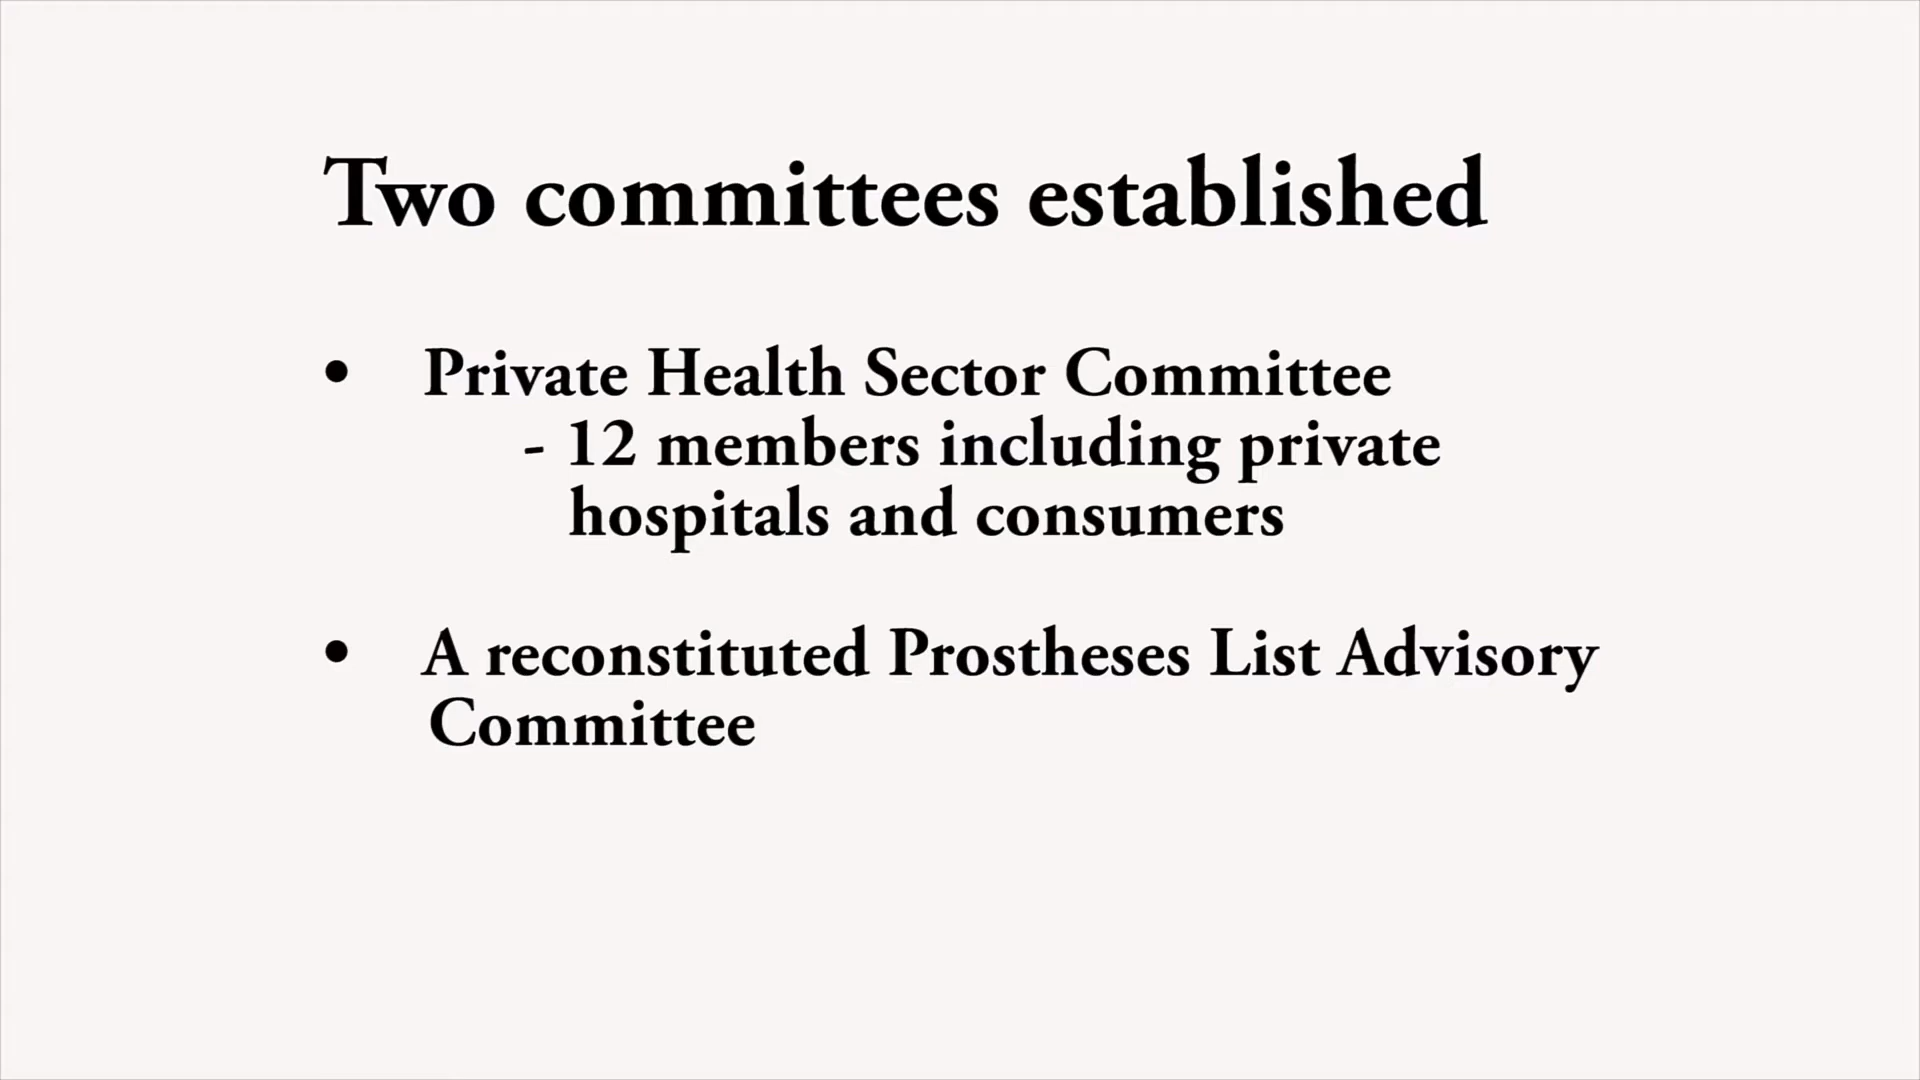 Two committees established
• Private Health Sector Committee
- 12 members including private
hospitals and consumers
• A reconstituted Prostheses List Advisory
Committee